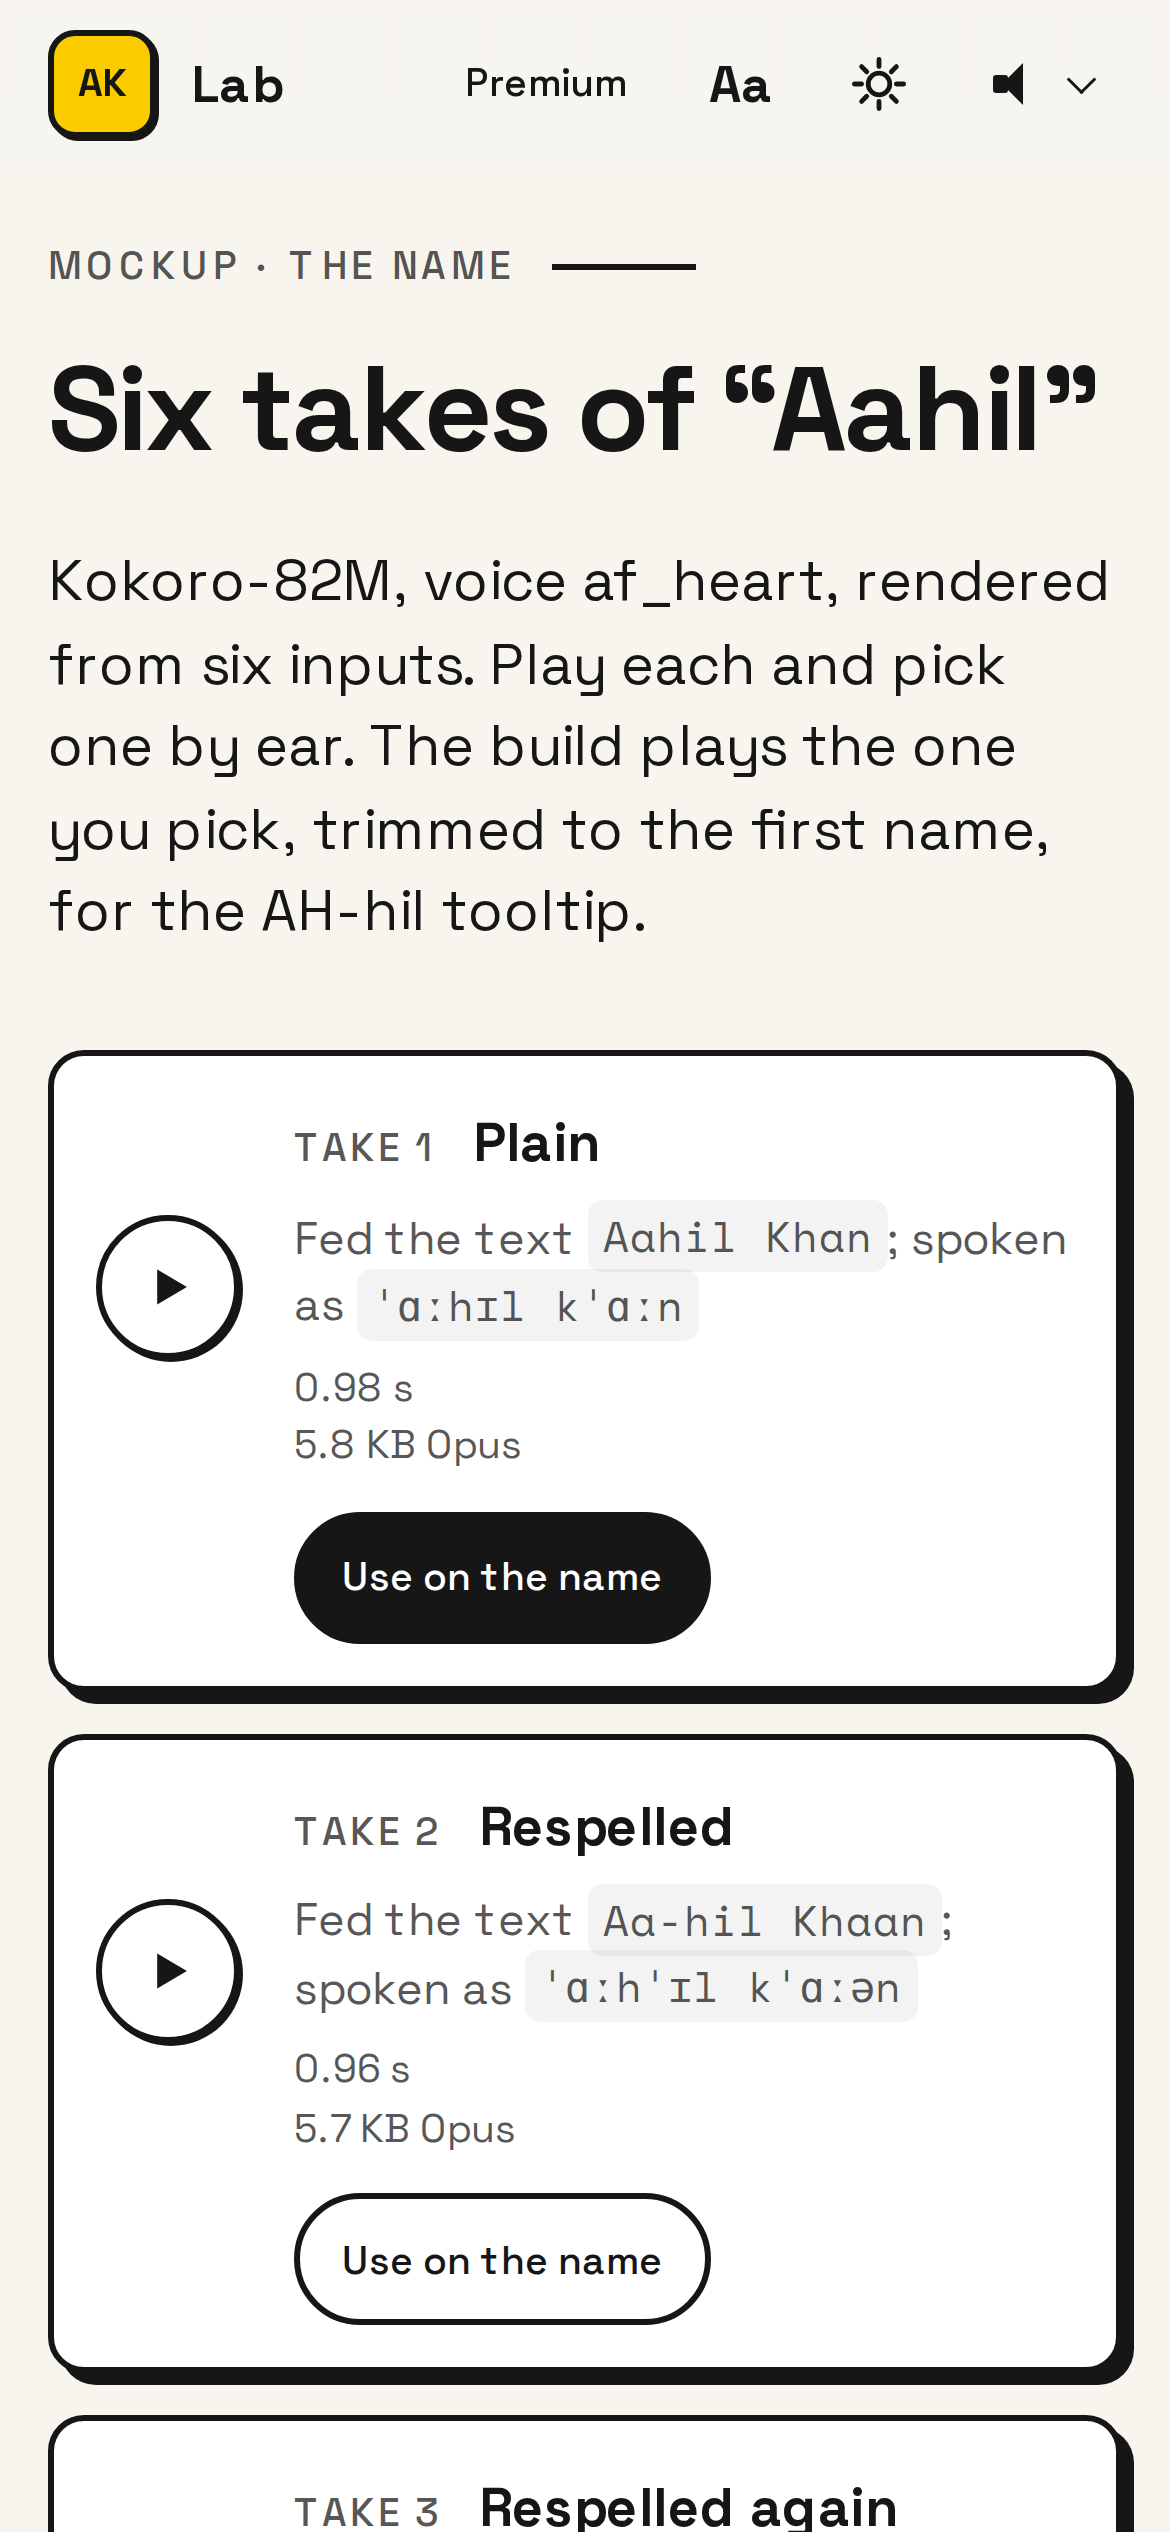 AK Lab Premium Aa
MOCKUP · THE NAME
Six takes of “Aahil”
Kokoro-82M, voice af_heart, rendered
from six inputs. Play each and pick
one by ear. The build plays the one
you pick, trimmed to the first name,
for the AH-hil tooltip.
TAKE 1 Plain
Fed the text Aahil Khan; spoken
as ˈɑːhɪl kˈɑːn
0.98 s
5.8 KB Opus
Use on the name
TAKE 2 Respelled
Fed the text Aa-hil Khaan;
spoken as ˈɑːhˈɪl kˈɑːən
0.96 s
5.7 KB Opus
Use on the name
TAKE 3 Respelled again